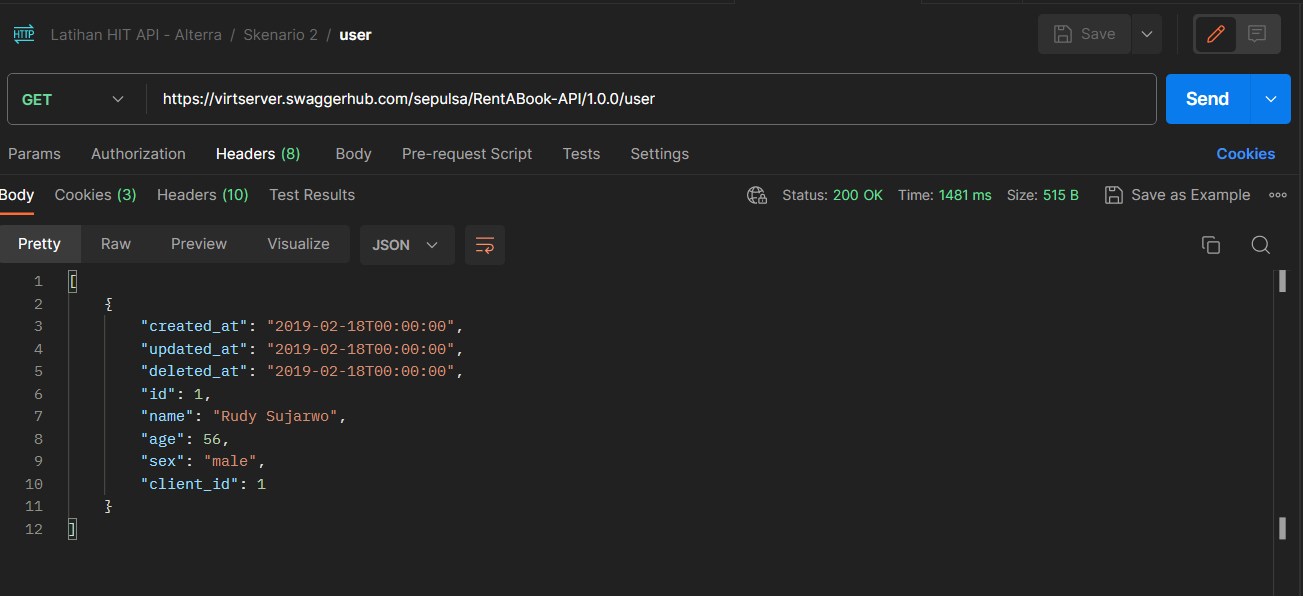 HTTP Latihan HIT API - Alterra / Skenario 2 / user Save
GET https://virtserver.swaggerhub.com/sepulsa/RentABook-API/1.0.0/user Send
Params Authorization Headers (8) Body Pre-request Script Tests Settings Cookies
Body Cookies (3) Headers (10) Test Results Status: 200 OK Time: 1481 ms Size: 515 B Save as Example
Pretty Raw Preview Visualize JSON
1 [
2 {
3 "created_at": "2019-02-18T00:00:00",
4 "updated_at": "2019-02-18T00:00:00",
5 "deleted_at": "2019-02-18T00:00:00",
6 "id": 1,
7 "name": "Rudy Sujarwo",
8 "age": 56,
9 "sex": "male",
10 "client_id": 1
11 }
12 ]